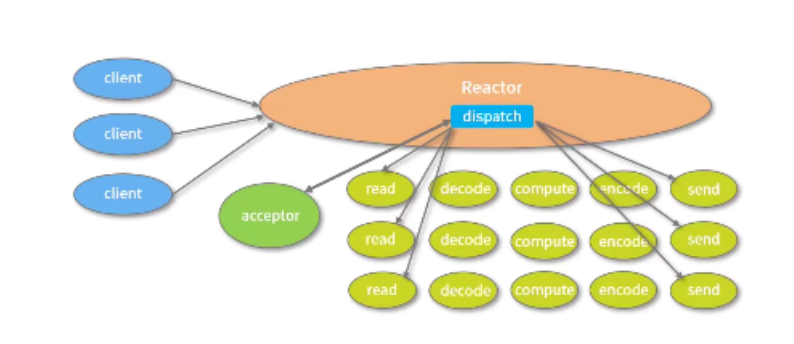 client
client
client
Reactor
dispatch
acceptor
read decode compute encode send
read decode compute encode send
read decode compute encode send